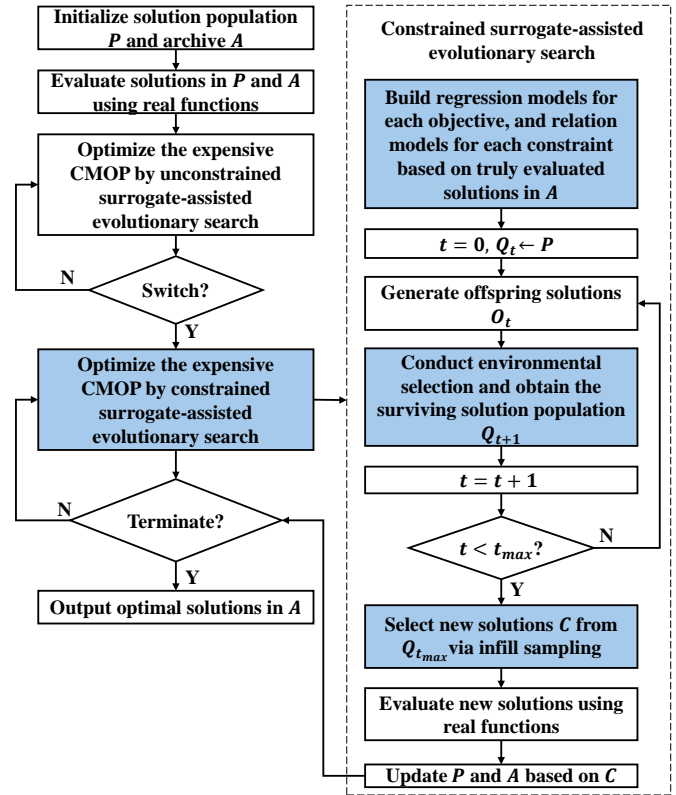 Initialize solution population
P and archive A
Evaluate solutions in P and A
using real functions
Optimize the expensive
CMOP by unconstrained
surrogate-assisted
evolutionary search
N
Switch?
Y
Optimize the expensive
CMOP by constrained
surrogate-assisted
evolutionary search
N
Terminate?
Y
Output optimal solutions in A
Constrained surrogate-assisted
evolutionary search
Build regression models for
each objective, and relation
models for each constraint
based on truly evaluated
solutions in A
t = 0, Q_t ← P
Generate offspring solutions
O_t
Conduct environmental
selection and obtain the
surviving solution population
Q_{t+1}
t = t + 1
t < t_{max}?
N
Y
Select new solutions C from
Q_{t_{max}} via infill sampling
Evaluate new solutions using
real functions
Update P and A based on C